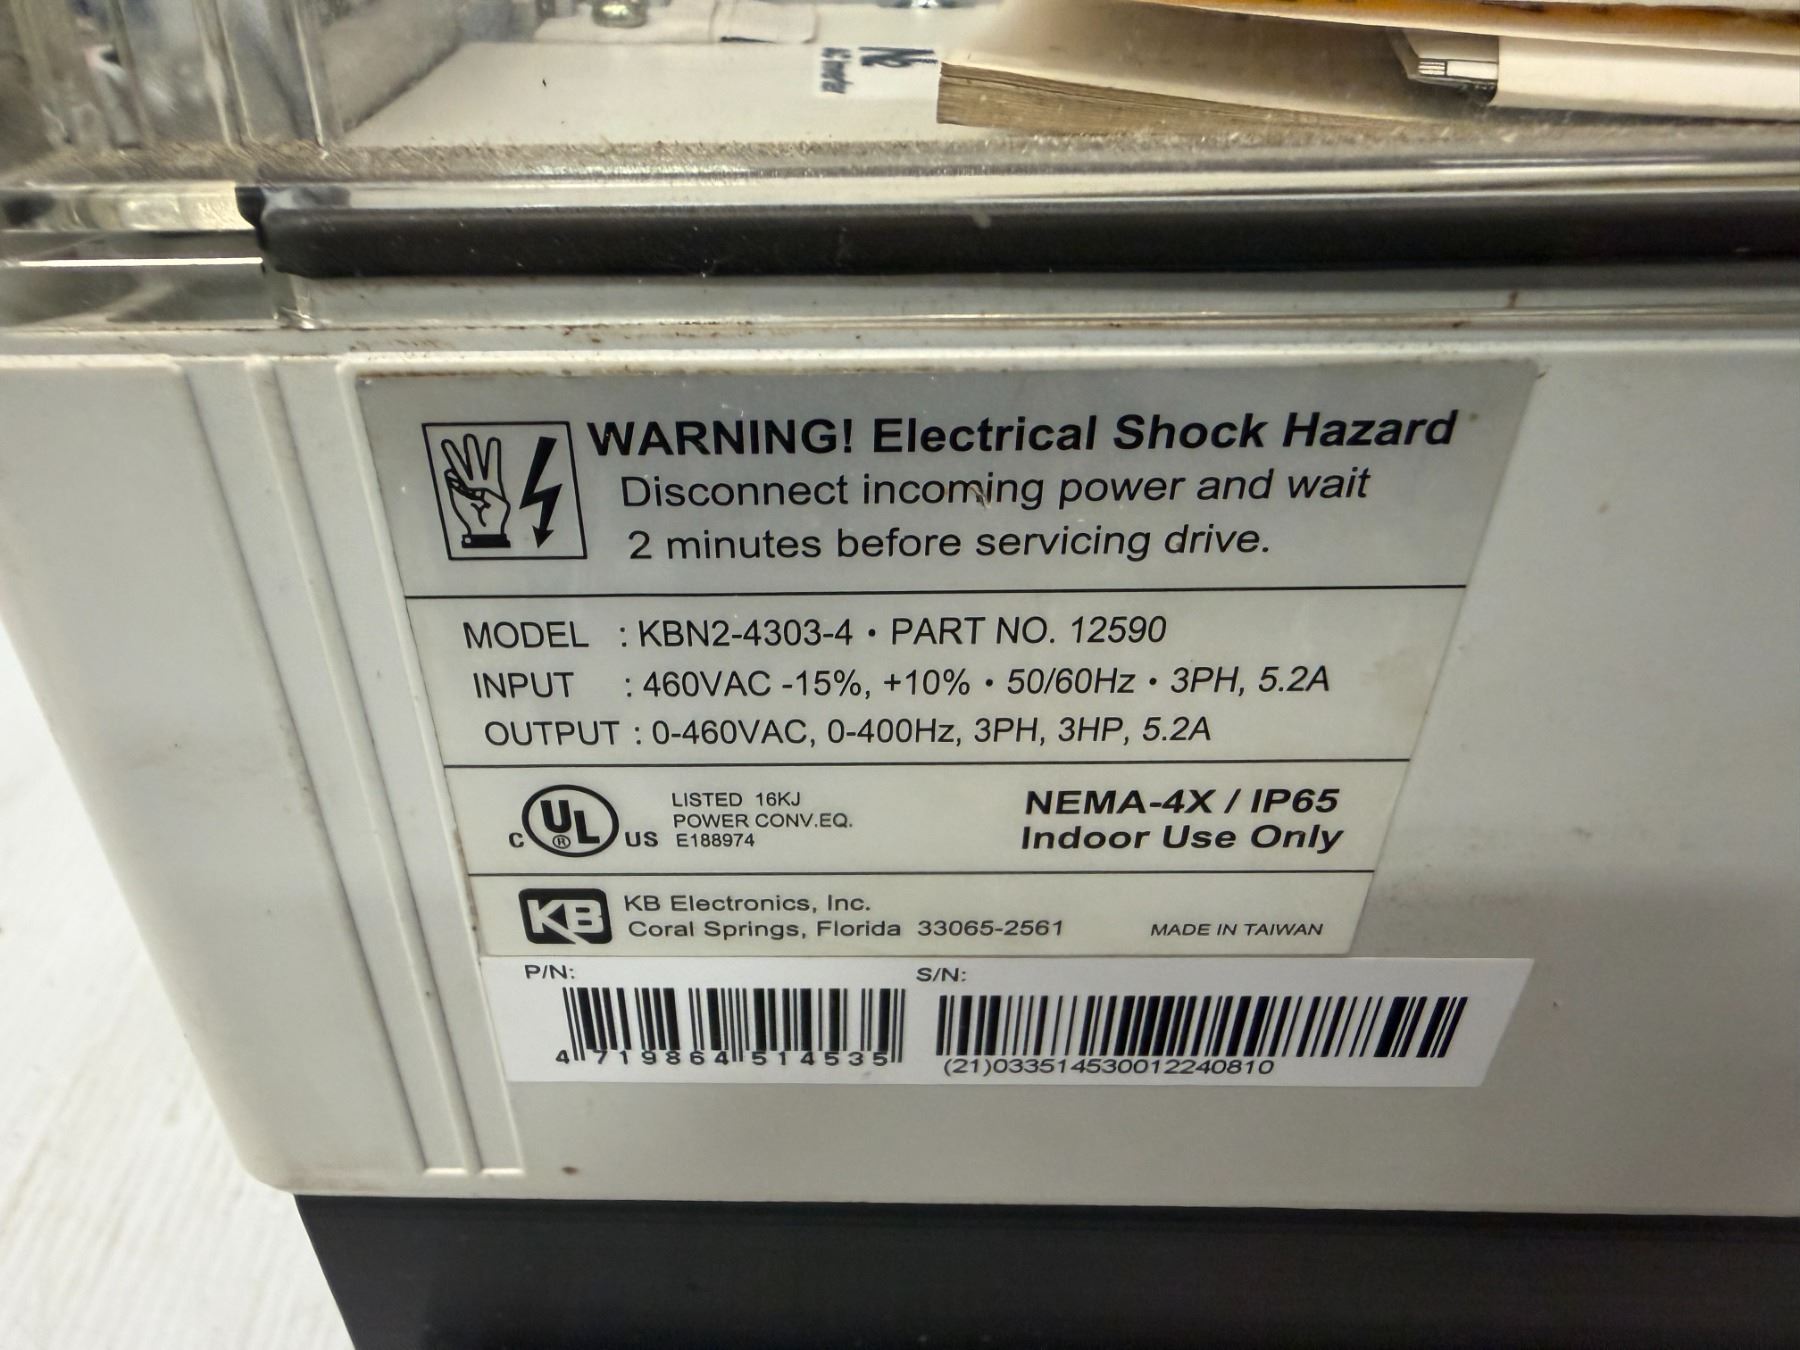 WARNING! Electrical Shock Hazard
Disconnect incoming power and wait
2 minutes before servicing drive.
MODEL : KBN2-4303-4 • PART NO. 12590
INPUT : 460VAC -15%, +10% • 50/60Hz • 3PH, 5.2A
OUTPUT : 0-460VAC, 0-400Hz, 3PH, 3HP, 5.2A
C UL ® US
LISTED 16KJ
POWER CONV.EQ.
E188974
NEMA-4X / IP65
Indoor Use Only
KB
KB Electronics, Inc.
Coral Springs, Florida 33065-2561
MADE IN TAIWAN
P/N:
4 719864 514535
S/N:
(21)033514530012240810